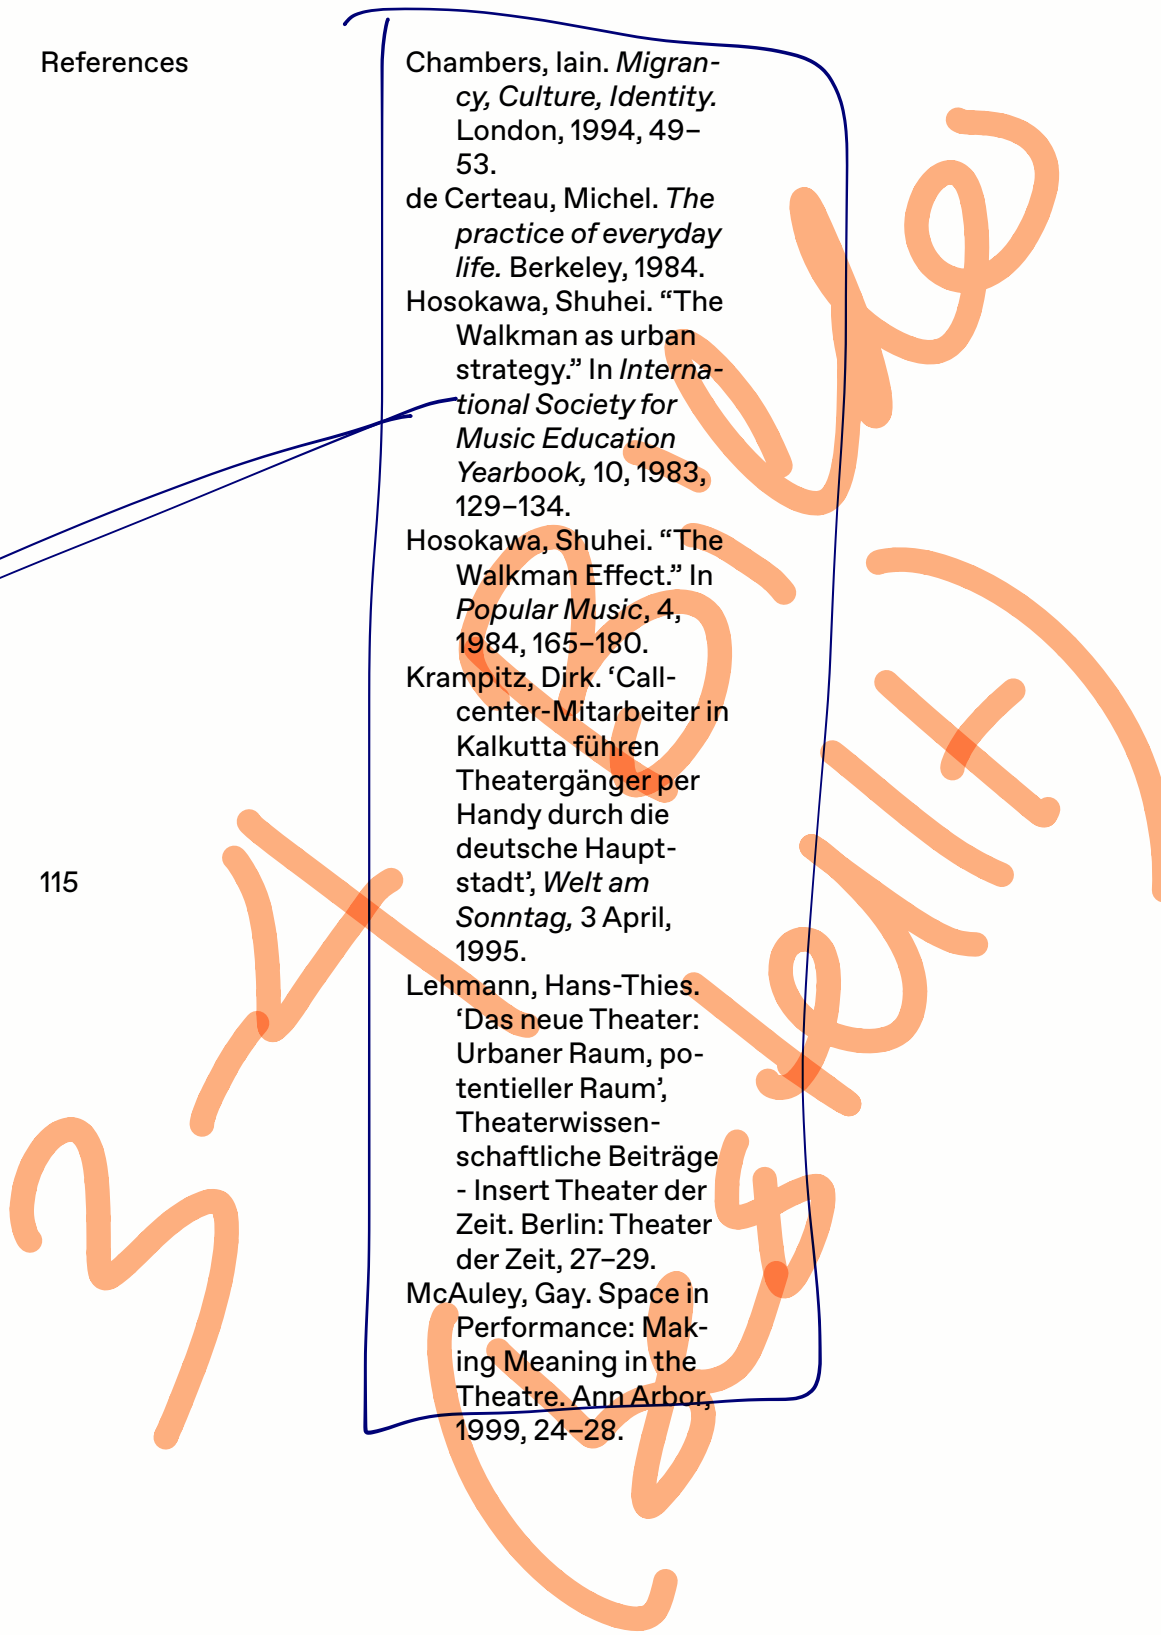 References
Chambers, Iain. Migran-
cy, Culture, Identity.
London, 1994, 49–
53.
de Certeau, Michel. The
practice of everyday
life. Berkeley, 1984.
Hosokawa, Shuhei. “The
Walkman as urban
strategy.” In Interna-
tional Society for
Music Education
Yearbook, 10, 1983,
129–134.
Hosokawa, Shuhei. “The
Walkman Effect.” In
Popular Music, 4,
1984, 165–180.
Krampitz, Dirk. ‘Call-
center-Mitarbeiter in
Kalkutta führen
Theatergänger per
Handy durch die
deutsche Haupt-
stadt’, Welt am
Sonntag, 3 April,
1995.
Lehmann, Hans-Thies.
‘Das neue Theater:
Urbaner Raum, po-
tentieller Raum’,
Theaterwissen-
schaftliche Beiträge
- Insert Theater der
Zeit. Berlin: Theater
der Zeit, 27–29.
McAuley, Gay. Space in
Performance: Mak-
ing Meaning in the
Theatre. Ann Arbor,
1999, 24–28.
115
3-4 Bilder